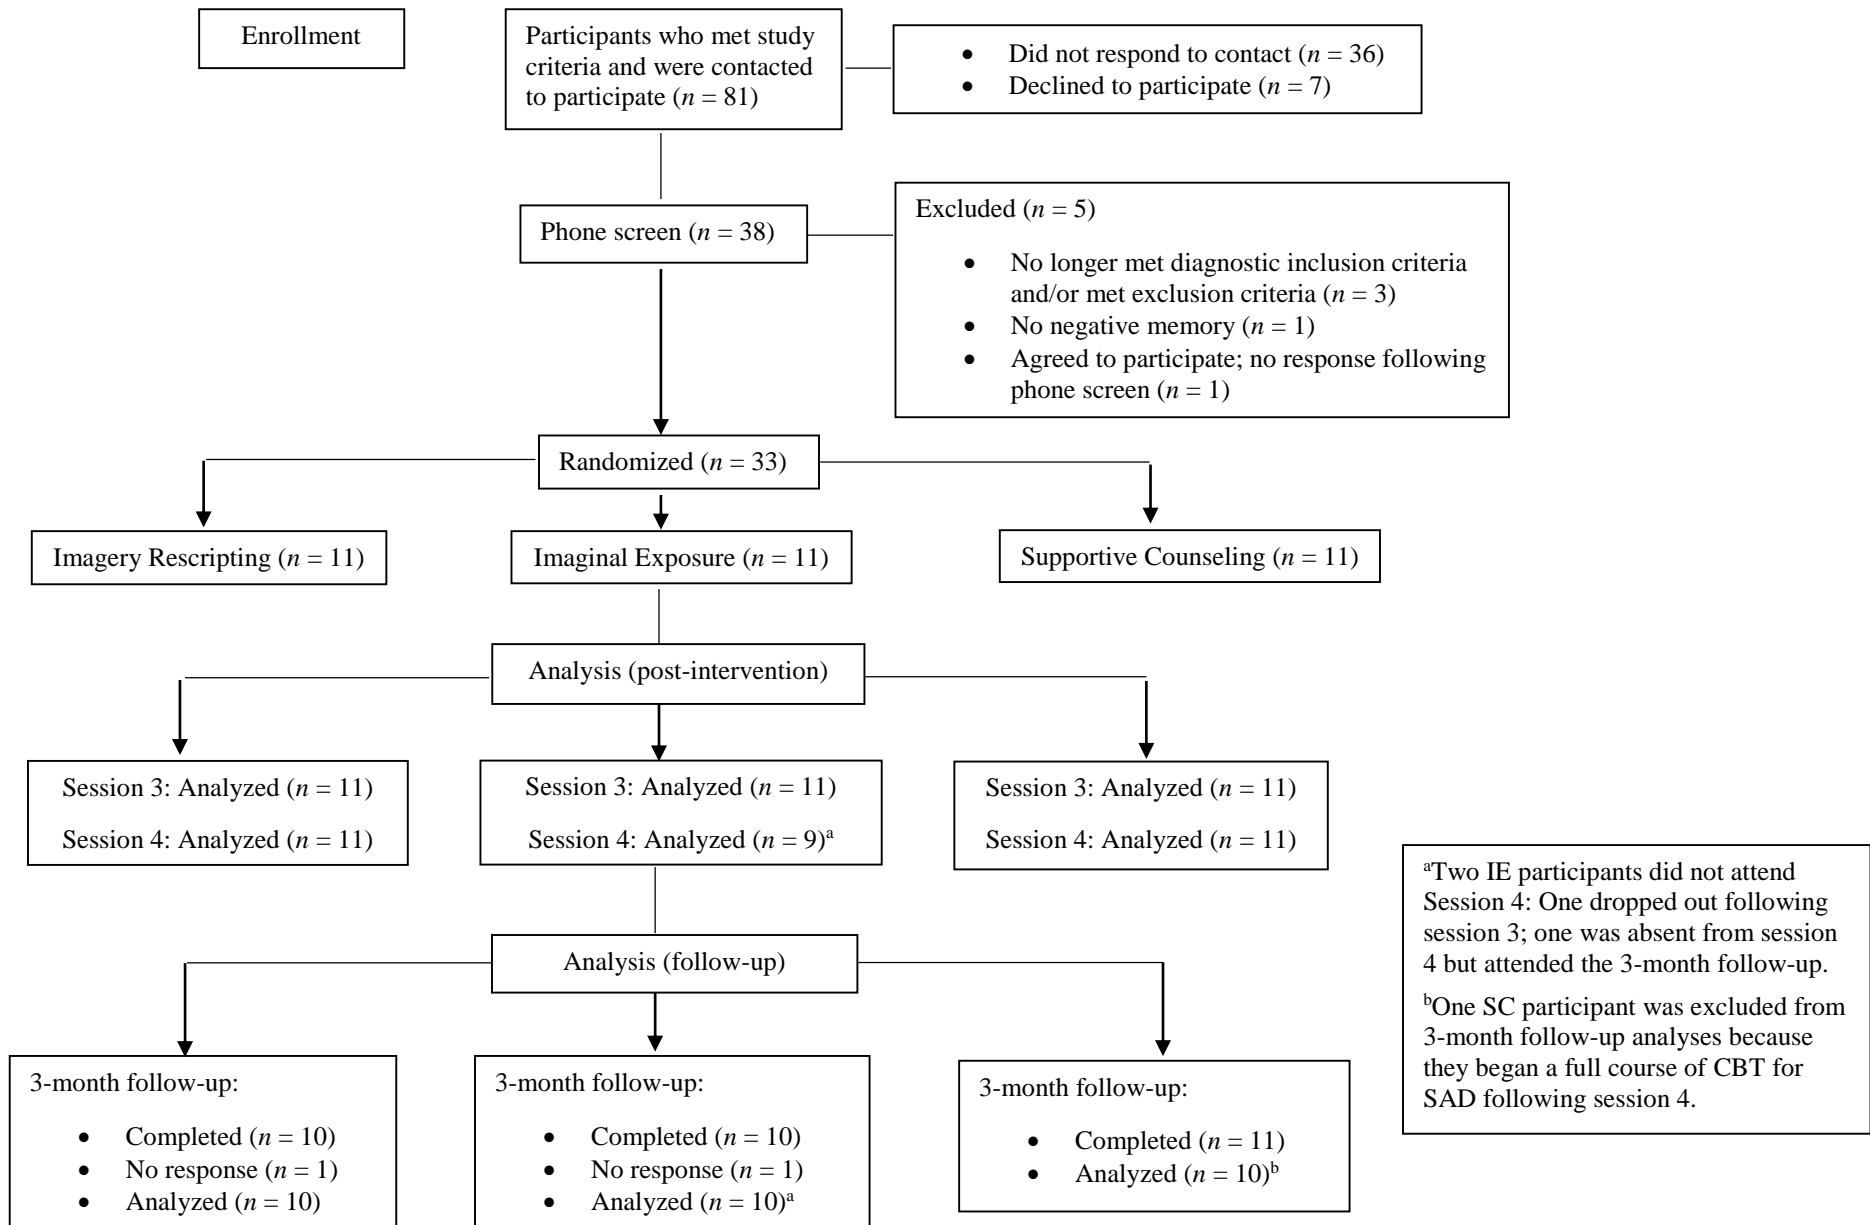 Enrollment
Participants who met study
criteria and were contacted
to participate (n = 81)
• Did not respond to contact (n = 36)
• Declined to participate (n = 7)
Phone screen (n = 38)
Excluded (n = 5)
• No longer met diagnostic inclusion criteria
and/or met exclusion criteria (n = 3)
• No negative memory (n = 1)
• Agreed to participate; no response following
phone screen (n = 1)
Randomized (n = 33)
Imagery Rescripting (n = 11)
Imaginal Exposure (n = 11)
Supportive Counseling (n = 11)
Analysis (post-intervention)
Session 3: Analyzed (n = 11)
Session 4: Analyzed (n = 11)
Session 3: Analyzed (n = 11)
Session 4: Analyzed (n = 9)ᵃ
Session 3: Analyzed (n = 11)
Session 4: Analyzed (n = 11)
ᵃTwo IE participants did not attend
Session 4: One dropped out following
session 3; one was absent from session
4 but attended the 3-month follow-up.
ᵇOne SC participant was excluded from
3-month follow-up analyses because
they began a full course of CBT for
SAD following session 4.
Analysis (follow-up)
3-month follow-up:
• Completed (n = 10)
• No response (n = 1)
• Analyzed (n = 10)
3-month follow-up:
• Completed (n = 10)
• No response (n = 1)
• Analyzed (n = 10)ᵃ
3-month follow-up:
• Completed (n = 11)
• Analyzed (n = 10)ᵇ